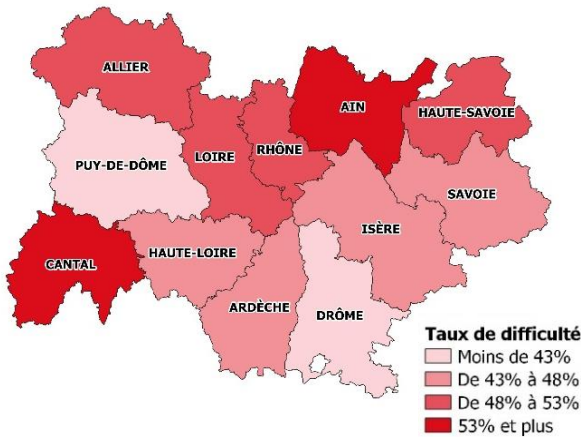 ALLIER
AIN
HAUTE-SAVOIE
PUY-DE-DÔME
LOIRE
RHÔNE
SAVOIE
ISÈRE
HAUTE-LOIRE
CANTAL
ARDÈCHE
DRÔME
Taux de difficulté
Moins de 43%
De 43% à 48%
De 48% à 53%
53% et plus